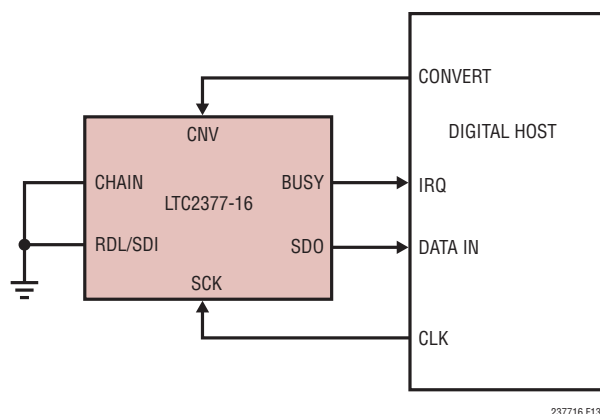 CONVERT
CNV
DIGITAL HOST
CHAIN
BUSY
IRQ
LTC2377-16
RDL/SDI
SDO
DATA IN
SCK
CLK
237716 F13